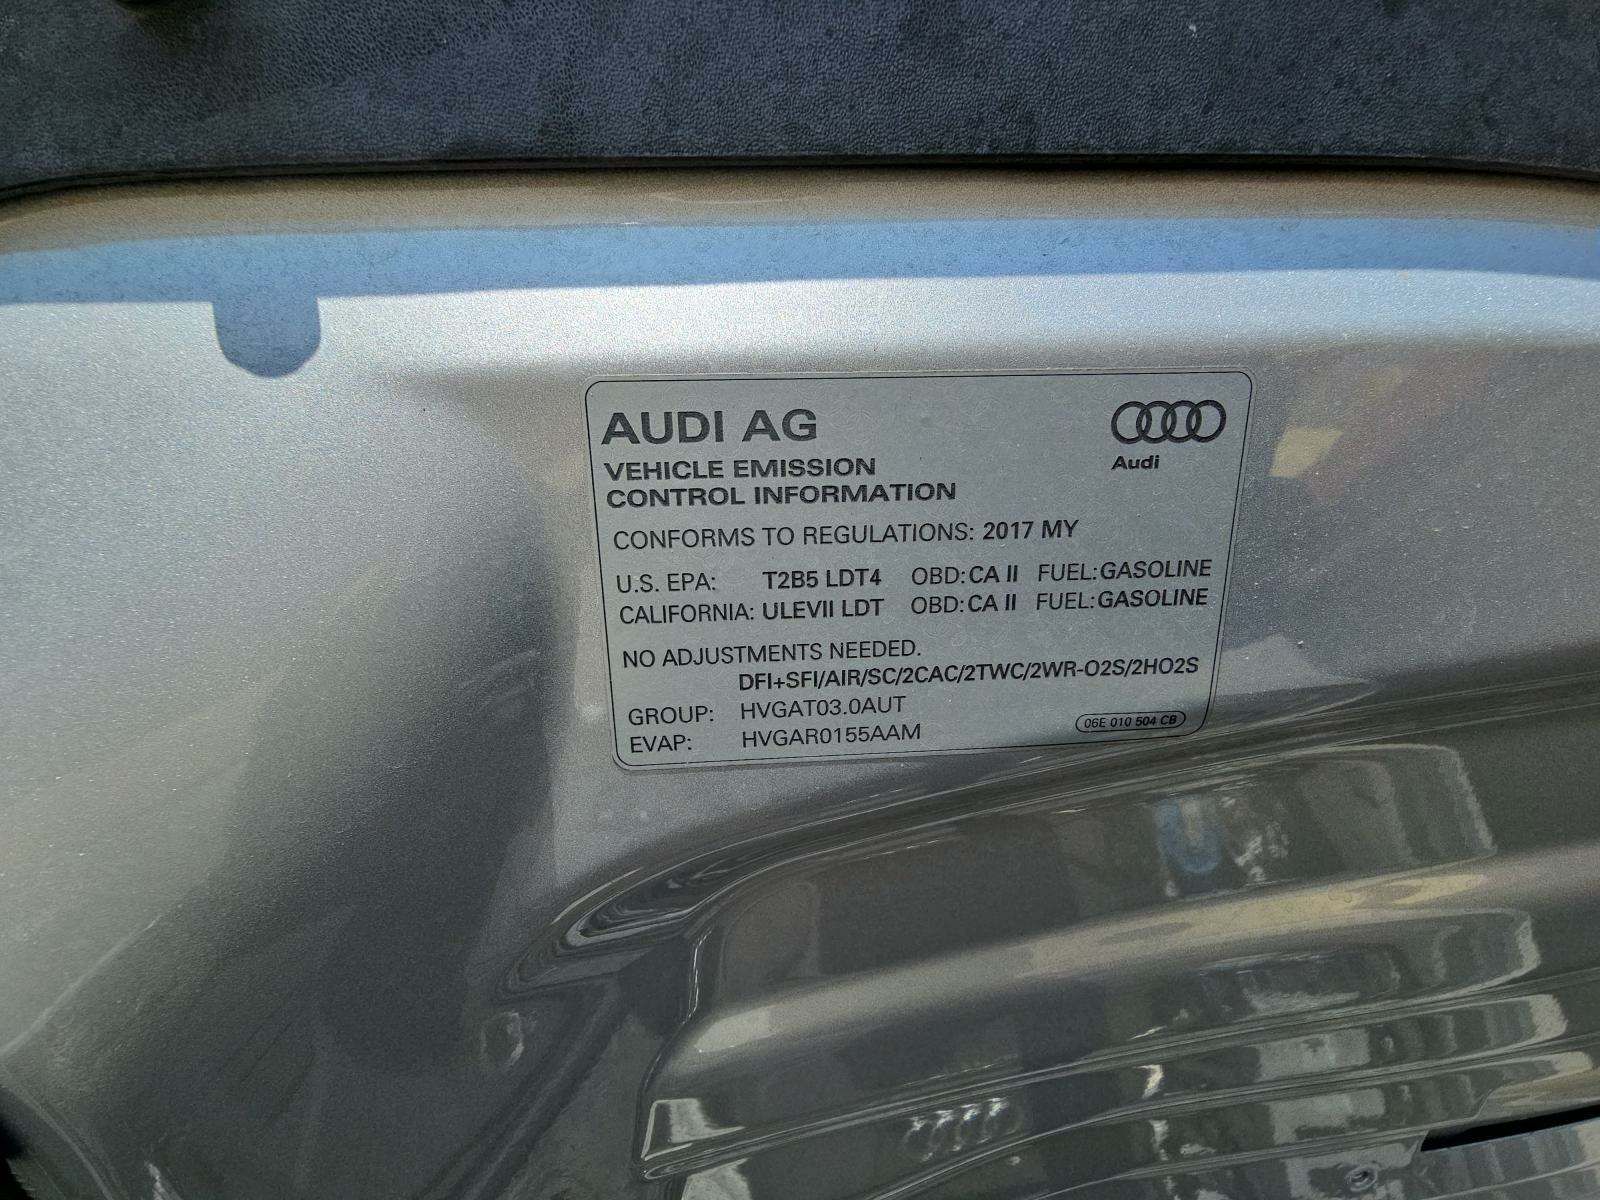 AUDI AG
Audi
VEHICLE EMISSION
CONTROL INFORMATION
CONFORMS TO REGULATIONS: 2017 MY
U.S. EPA: T2B5 LDT4 OBD: CA II FUEL: GASOLINE
CALIFORNIA: ULEVII LDT OBD: CA II FUEL: GASOLINE
NO ADJUSTMENTS NEEDED.
DFI+SFI/AIR/SC/2CAC/2TWC/2WR-O2S/2HO2S
GROUP: HVGAT03.0AUT
EVAP: HVGAR0155AAM
06E 010 504 CB